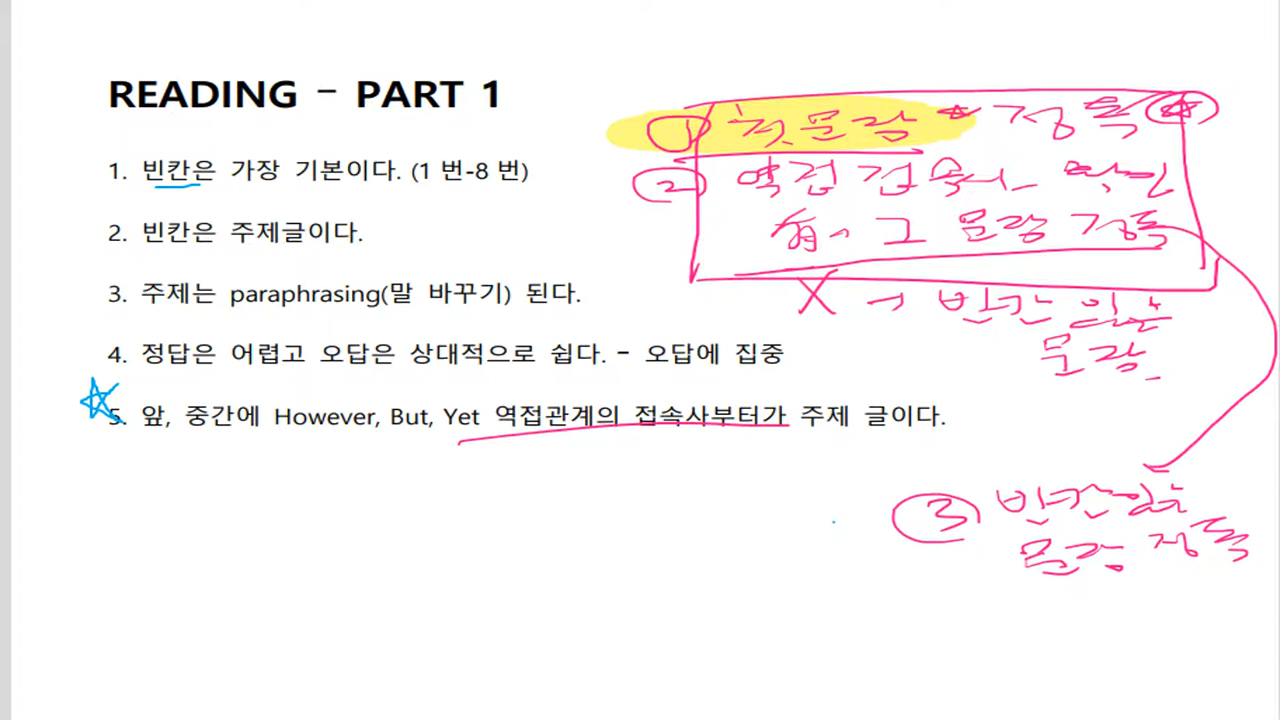 READING – PART 1
1. 빈칸은 가장 기본이다. (1 번-8 번)
2. 빈칸은 주제글이다.
3. 주제는 paraphrasing(말 바꾸기) 된다.
4. 정답은 어렵고 오답은 상대적으로 쉽다. – 오답에 집중
5. 앞, 중간에 However, But, Yet 역접관계의 접속사부터가 주제 글이다.
① 첫 문장 정독
② 역접 접속사 확인
有 → 그 문장 정독
X → 빈칸 있는
문장
③ 빈칸 있는
문장 정독